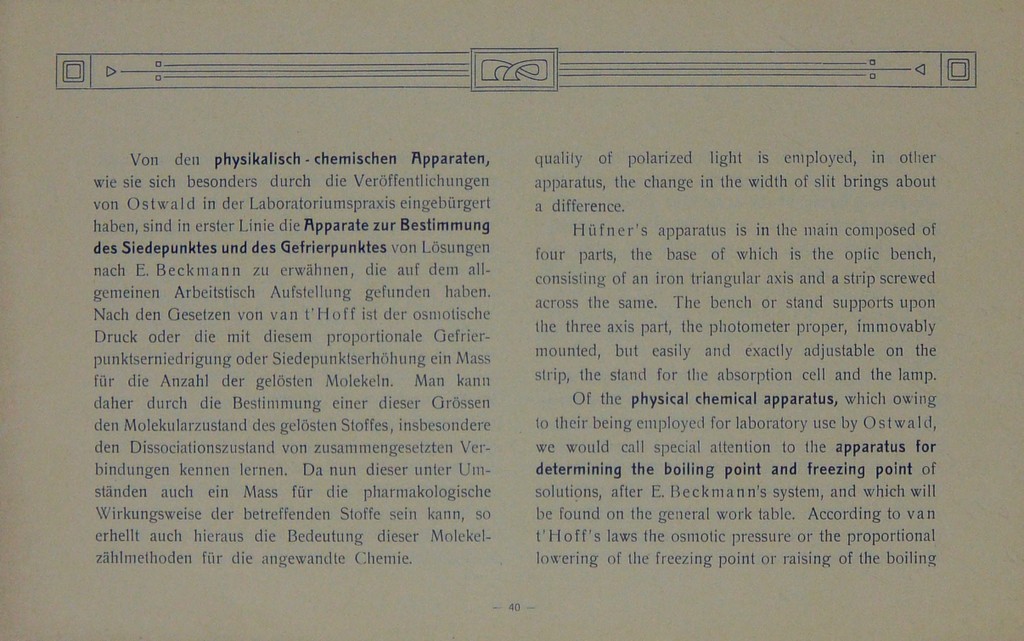 Von den physikalisch-chemischen Apparaten,
wie sie sich besonders durch die Veröffentlichungen
von Ostwald in der Laboratoriumspraxis eingebürgert
haben, sind in erster Linie die Apparate zur Bestimmung
des Siedepunktes und des Gefrierpunktes von Lösungen
nach E. Beckmann zu erwähnen, die auf dem all-
gemeinen Arbeitstisch Aufstellung gefunden haben.
Nach den Gesetzen von van t'Hoff ist der osmotische
Druck oder die mit diesem proportionale Gefrier-
punktserniedrigung oder Siedepunktserhöhung ein Mass
für die Anzahl der gelösten Molekeln. Man kann
daher durch die Bestimmung einer dieser Grössen
den Molekularzustand des gelösten Stoffes, insbesondere
den Dissociationszustand von zusammengesetzten Ver-
bindungen kennen lernen. Da nun dieser unter Um-
ständen auch ein Mass für die pharmakologische
Wirkungsweise der betreffenden Stoffe sein kann, so
erhellt auch hieraus die Bedeutung dieser Molekel-
zählmethoden für die angewandte Chemie.
quality of polarized light is employed, in other
apparatus, the change in the width of slit brings about
a difference.
Hüfner's apparatus is in the main composed of
four parts, the base of which is the optic bench,
consisting of an iron triangular axis and a strip screwed
across the same. The bench or stand supports upon
the three axis part, the photometer proper, immovably
mounted, but easily and exactly adjustable on the
strip, the stand for the absorption cell and the lamp.
Of the physical chemical apparatus, which owing
to their being employed for laboratory use by Ostwald,
we would call special attention to the apparatus for
determining the boiling point and freezing point of
solutions, after E. Beckmann's system, and which will
be found on the general work table. According to van
t'Hoff's laws the osmotic pressure or the proportional
lowering of the freezing point or raising of the boiling
— 40 —